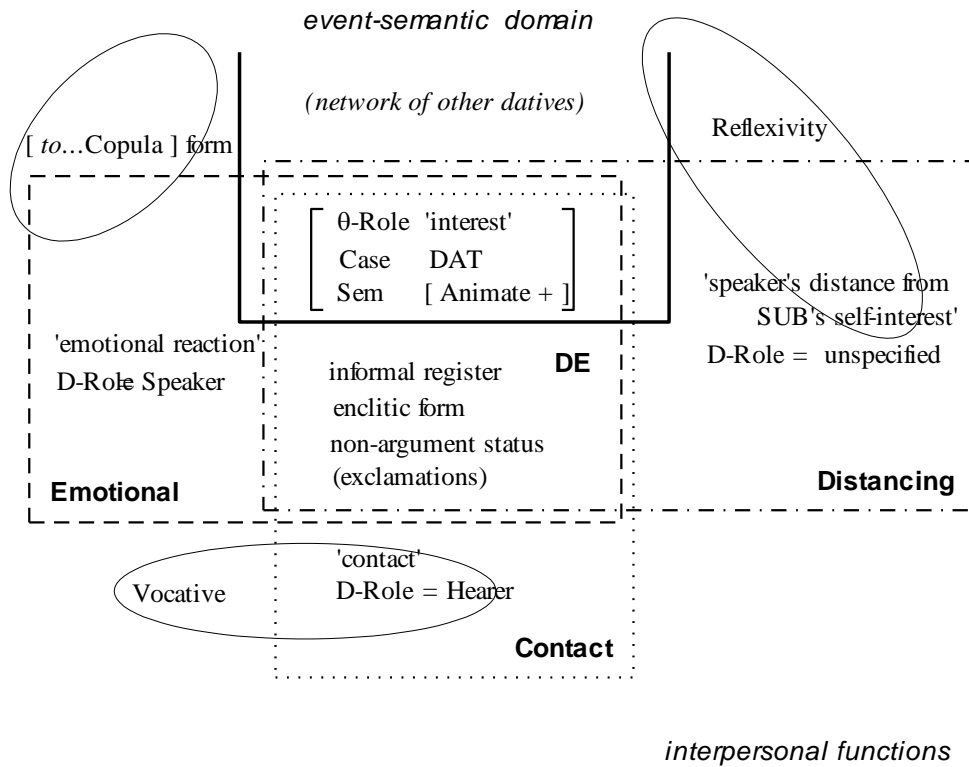 event-semantic domain
(network of other datives)
[ to…Copula ] form
Reflexivity
θ-Role 'interest'
Case DAT
Sem [ Animate + ]
'speaker's distance from
SUB's self-interest'
D-Role = unspecified
'emotional reaction'
D-Role = Speaker
DE
informal register
enclitic form
non-argument status
(exclamations)
Emotional
Distancing
'contact'
D-Role = Hearer
Vocative
Contact
interpersonal functions